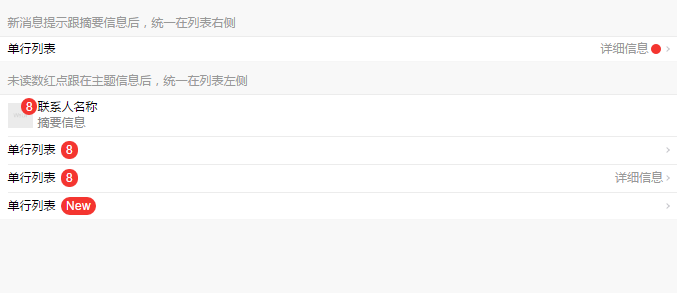 新消息提示跟摘要信息后，统一在列表右侧
单行列表 详细信息
未读数红点跟在主题信息后，统一在列表左侧
8 联系人名称
摘要信息
单行列表 8
单行列表 8 详细信息
单行列表 New